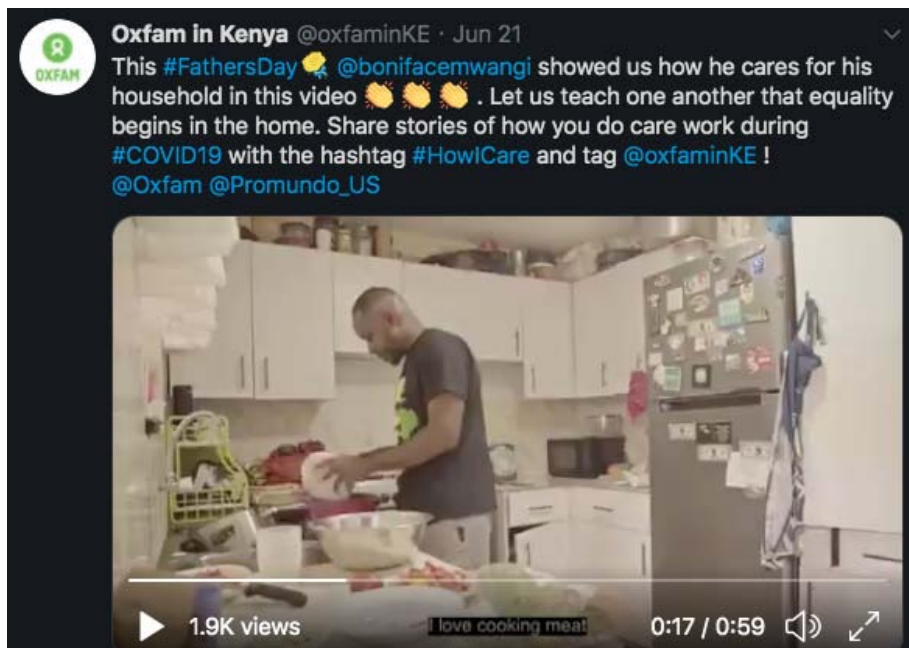 Oxfam in Kenya @oxfaminKE · Jun 21
OXFAM
This #FathersDay @bonifacemwangi showed us how he cares for his
household in this video 👏 👏 👏 . Let us teach one another that equality
begins in the home. Share stories of how you do care work during
#COVID19 with the hashtag #HowICare and tag @oxfaminKE !
@Oxfam @Promundo_US
1.9K views
I love cooking meat
0:17 / 0:59